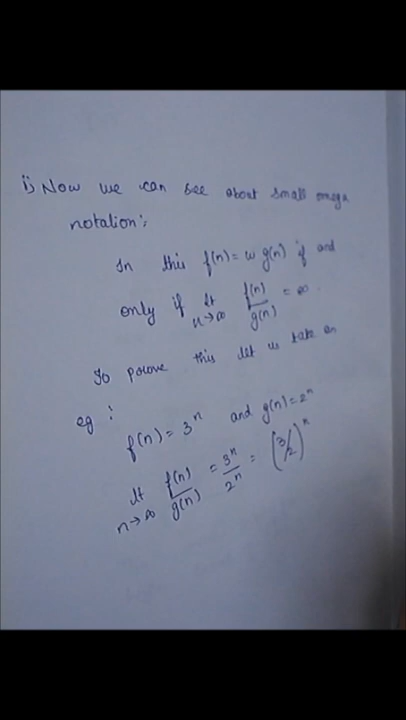 i) Now we can see about small omega
notation:
In this f(n) = ω g(n) if and
only if lt n→∞ f(n)/g(n) = ∞.
To porove this let us take an
eg:
f(n) = 3^n and g(n) = 2^n
lt n→∞ f(n)/g(n) = 3^n/2^n = (3/2)^n